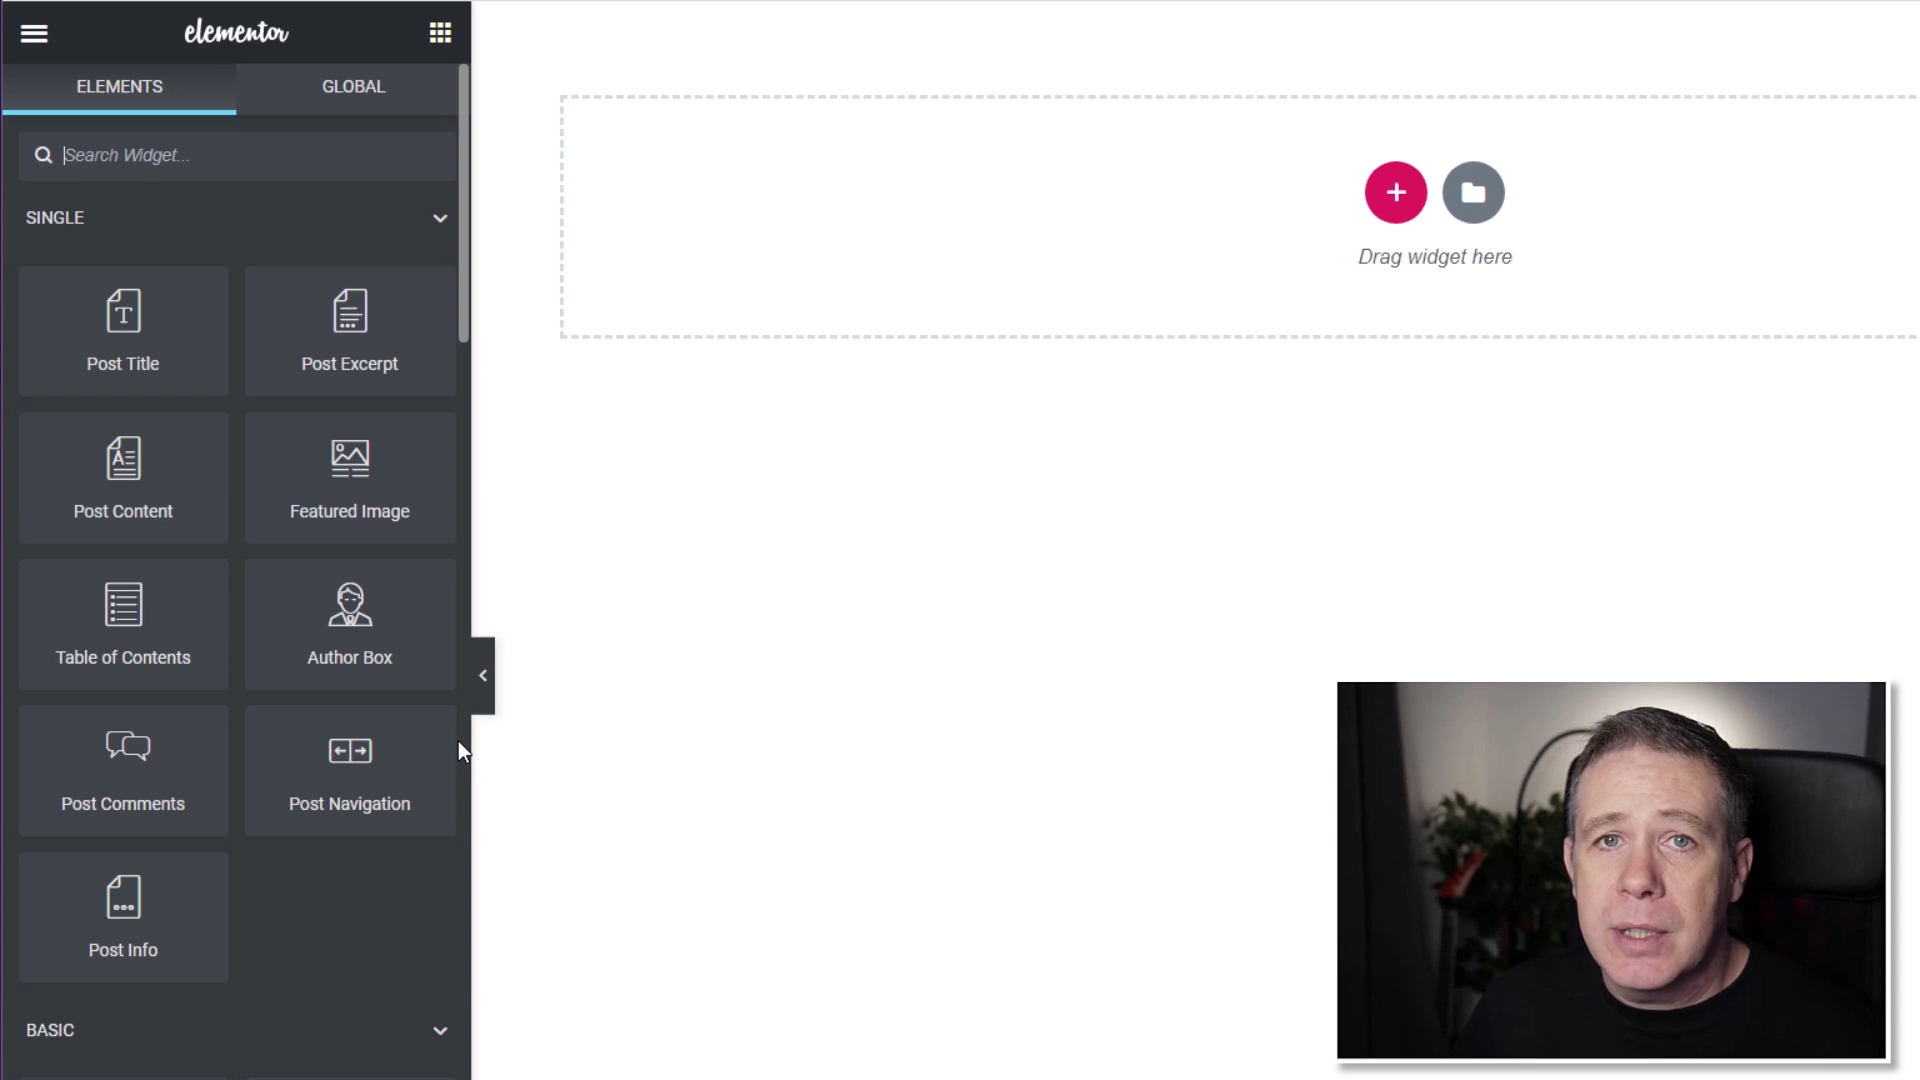 elementor
ELEMENTS
GLOBAL
Search Widget...
SINGLE
Post Title
Post Excerpt
Post Content
Featured Image
Table of Contents
Author Box
Post Comments
Post Navigation
Post Info
BASIC
Drag widget here